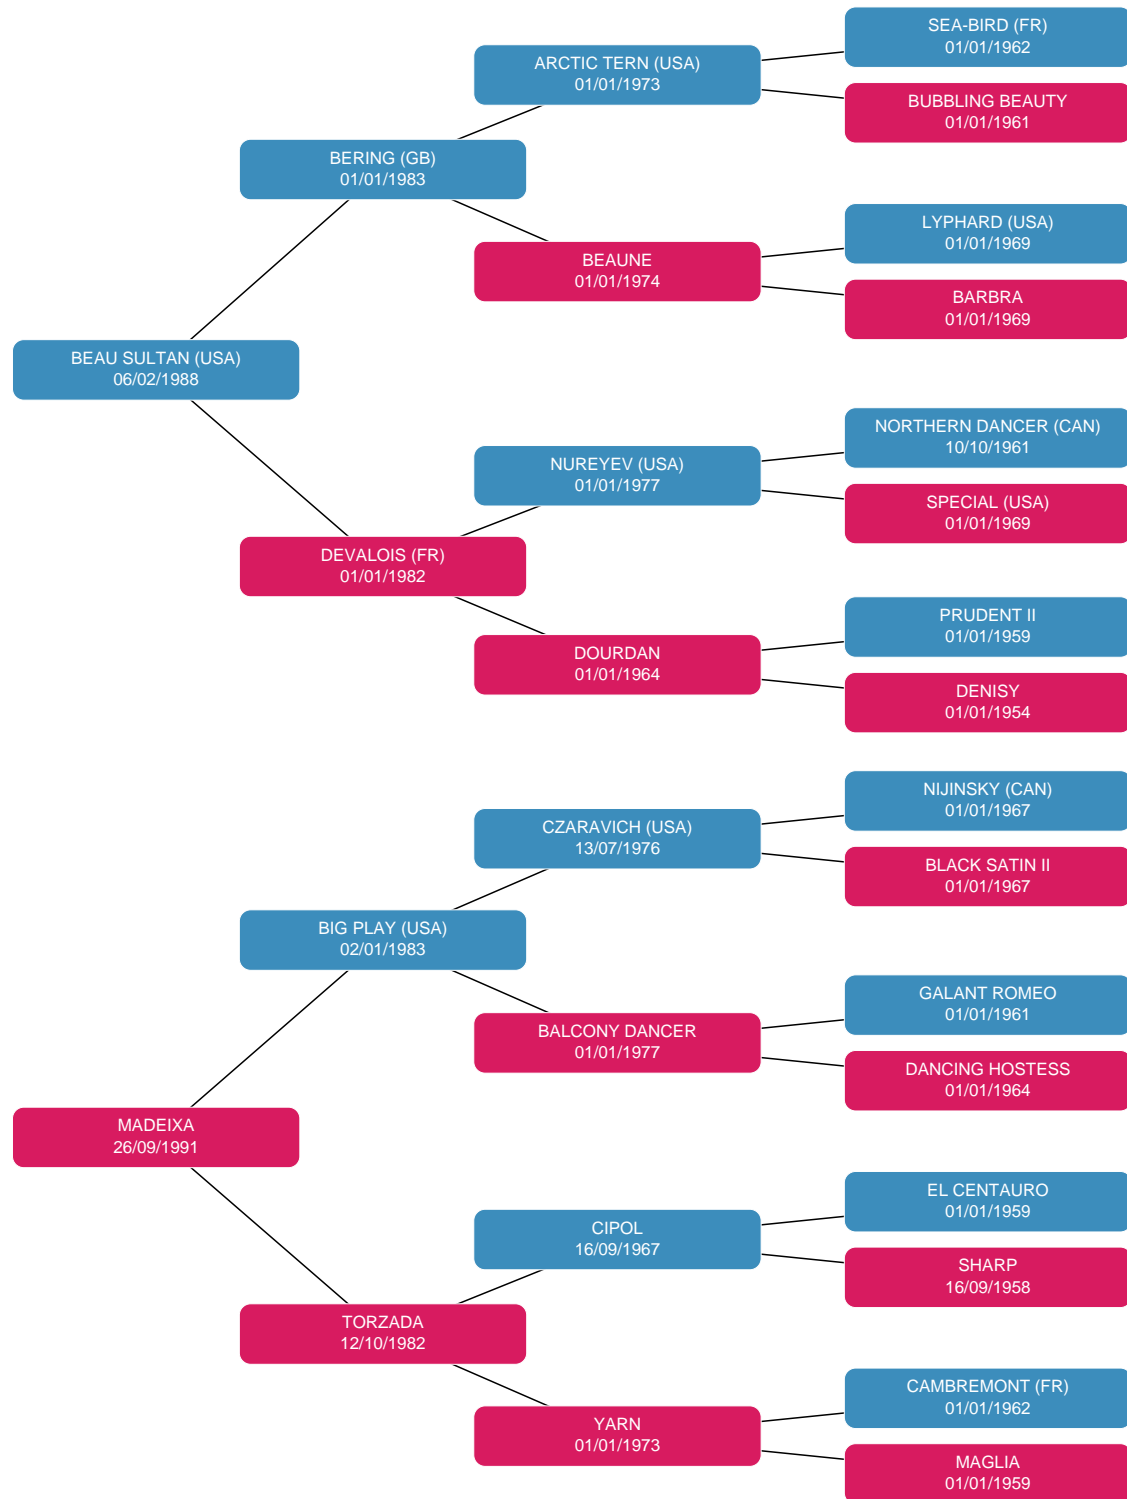 SEA-BIRD (FR)
01/01/1962
ARCTIC TERN (USA)
01/01/1973
BUBBLING BEAUTY
01/01/1961
BERING (GB)
01/01/1983
LYPHARD (USA)
01/01/1969
BEAUNE
01/01/1974
BARBRA
01/01/1969
BEAU SULTAN (USA)
06/02/1988
NORTHERN DANCER (CAN)
10/10/1961
NUREYEV (USA)
01/01/1977
SPECIAL (USA)
01/01/1969
DEVALOIS (FR)
01/01/1982
PRUDENT II
01/01/1959
DOURDAN
01/01/1964
DENISY
01/01/1954
NIJINSKY (CAN)
01/01/1967
CZARAVICH (USA)
13/07/1976
BLACK SATIN II
01/01/1967
BIG PLAY (USA)
02/01/1983
GALANT ROMEO
01/01/1961
BALCONY DANCER
01/01/1977
DANCING HOSTESS
01/01/1964
MADEIXA
26/09/1991
EL CENTAURO
01/01/1959
CIPOL
16/09/1967
SHARP
16/09/1958
TORZADA
12/10/1982
CAMBREMONT (FR)
01/01/1962
YARN
01/01/1973
MAGLIA
01/01/1959